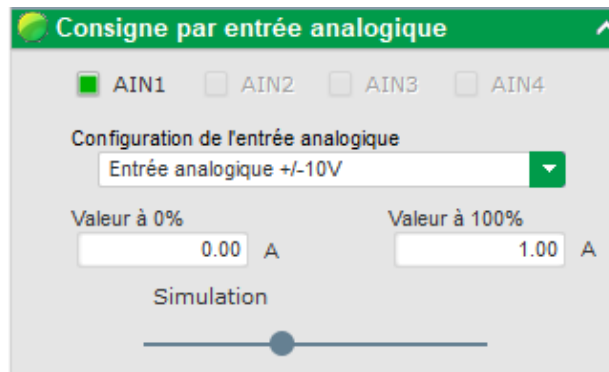 Consigne par entrée analogique
AIN1 AIN2 AIN3 AIN4
Configuration de l'entrée analogique
Entrée analogique +/-10V
Valeur à 0% Valeur à 100%
0.00 A 1.00 A
Simulation